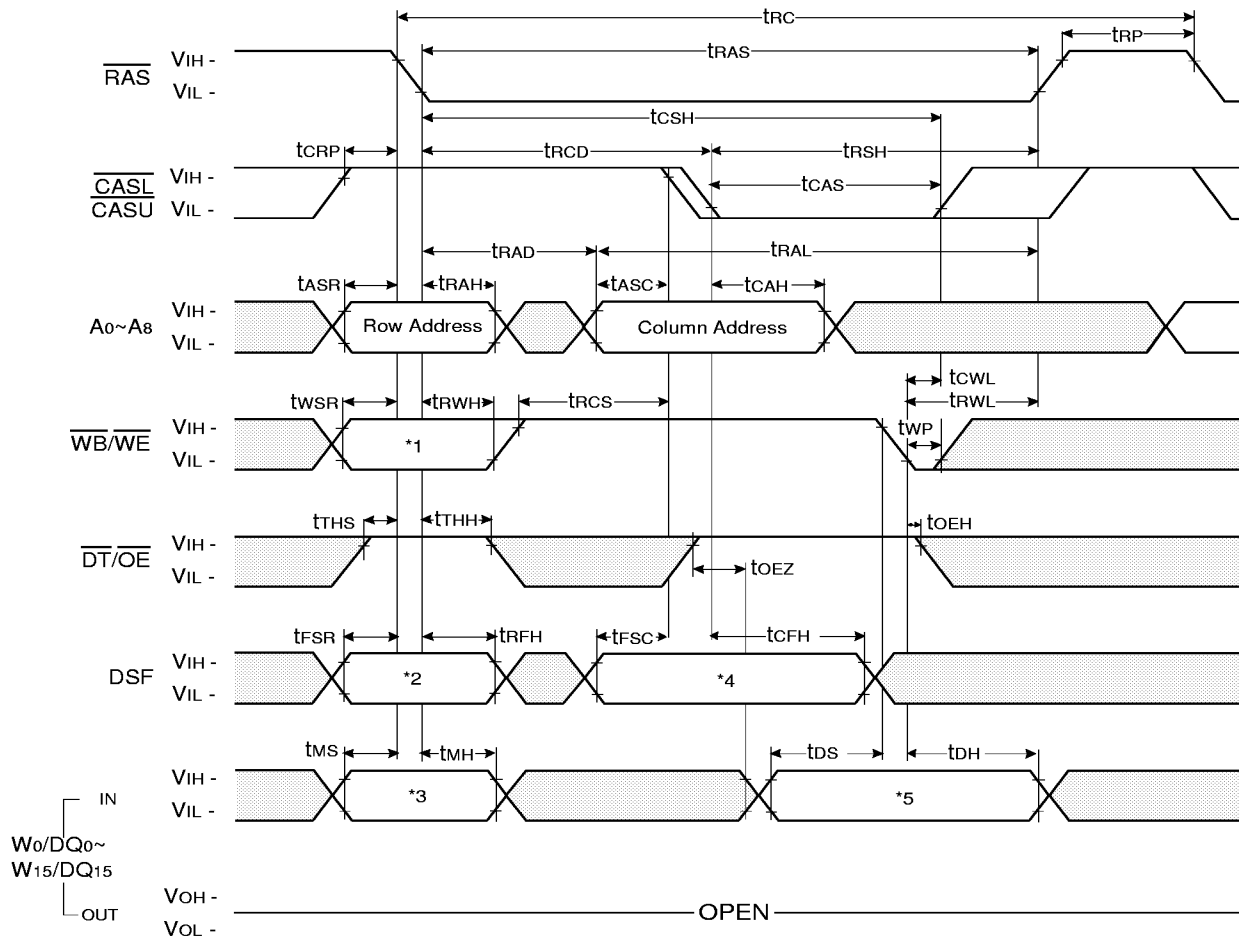 tRC
tRAS
tRP
RAS
VIH -
VIL -
tCSH
tCRP
tRCD
tRSH
CASL
CASU
VIH -
VIL -
tCAS
tRAD
tRAL
tASR
tRAH
tASC
tCAH
A0~A8
VIH -
VIL -
Row Address
Column Address
tCWL
tWSR
tRWH
tRCS
tRWL
WB/WE
VIH -
VIL -
*1
tWP
tTHS
tTHH
tOEH
DT/OE
VIH -
VIL -
tOEZ
tFSR
tRFH
tFSC
tCFH
DSF
VIH -
VIL -
*2
*4
tMS
tMH
tDS
tDH
VIH -
VIL -
*3
*5
IN
W0/DQ0~
W15/DQ15
OUT
VOH -
VOL -
OPEN